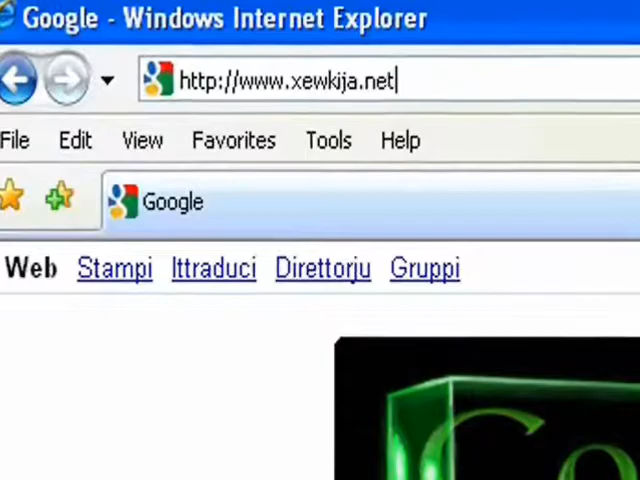 Google - Windows Internet Explorer
http://www.xewkija.net
File Edit View Favorites Tools Help
Google
Web Stampi Ittraduci Direttorju Gruppi
Go